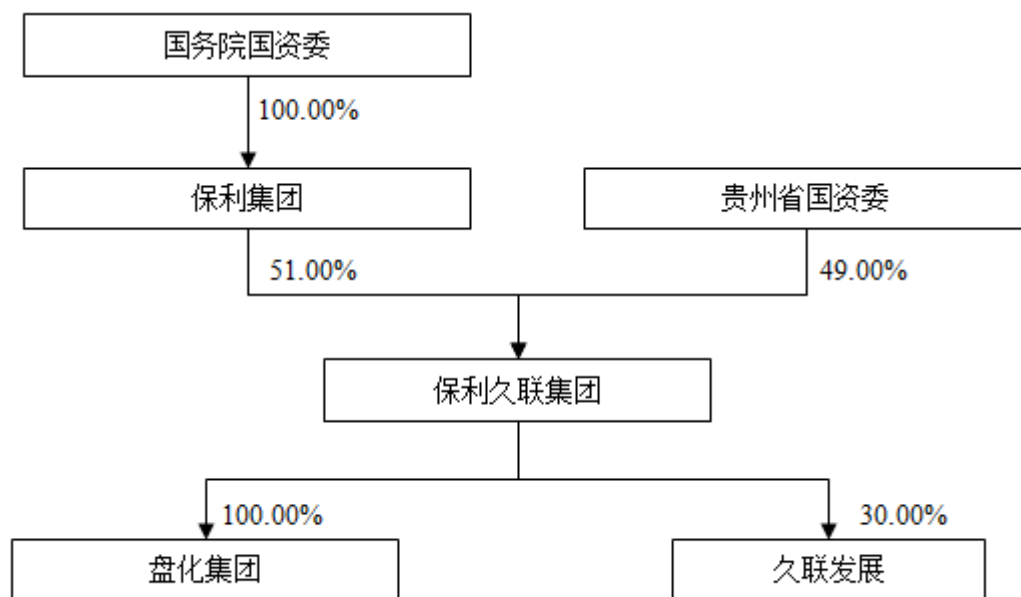 国务院国资委
100.00%
保利集团
贵州省国资委
51.00%
49.00%
保利久联集团
100.00%
30.00%
盘化集团
久联发展